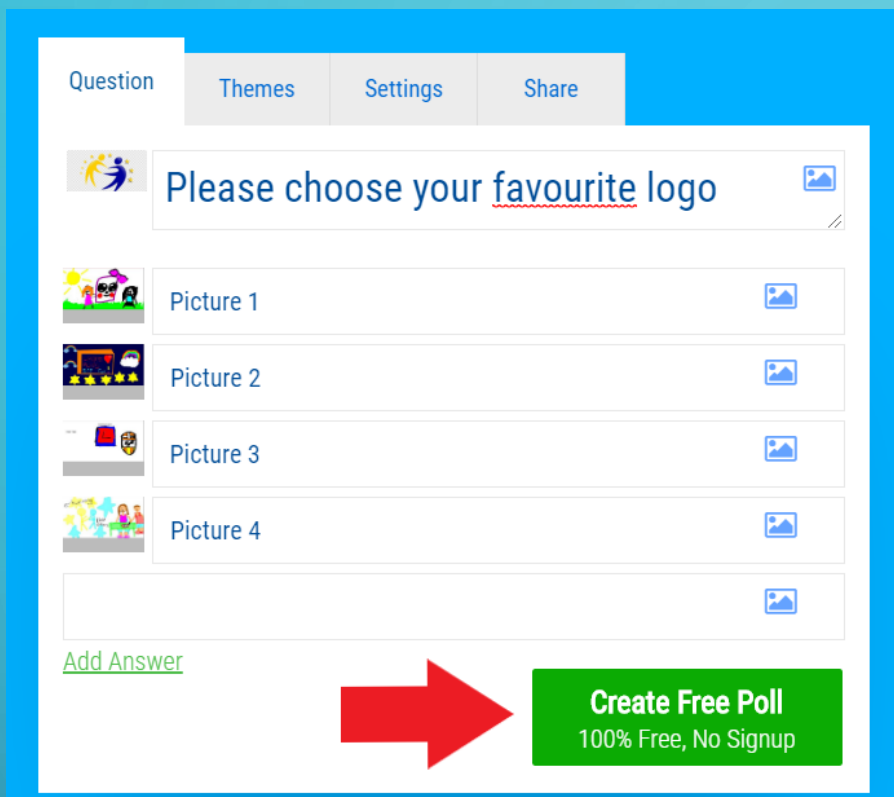 Question
Themes
Settings
Share
Please choose your favourite logo
Picture 1
Picture 2
Picture 3
Picture 4
Add Answer
Create Free Poll
100% Free, No Signup